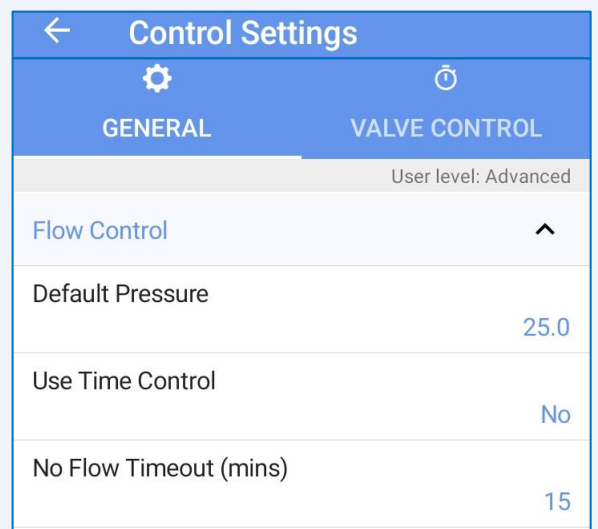 Control Settings
GENERAL
VALVE CONTROL
User level: Advanced
Flow Control
Default Pressure
25.0
Use Time Control
No
No Flow Timeout (mins)
15